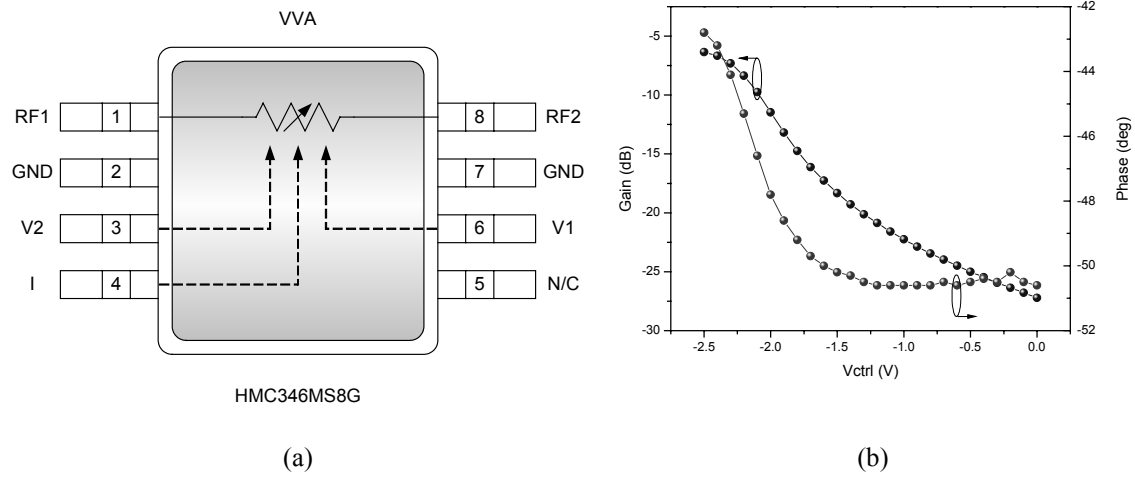 VVA
RF1 1 8 RF2
GND 2 7 GND
V2 3 6 V1
I 4 5 N/C
HMC346MS8G
(a)
Gain (dB)
-5
-10
-15
-20
-25
-30
-2.5 -2.0 -1.5 -1.0 -0.5 0.0
Vctrl (V)
-42
-44
-46
-48
-50
-52
Phase (deg)
(b)